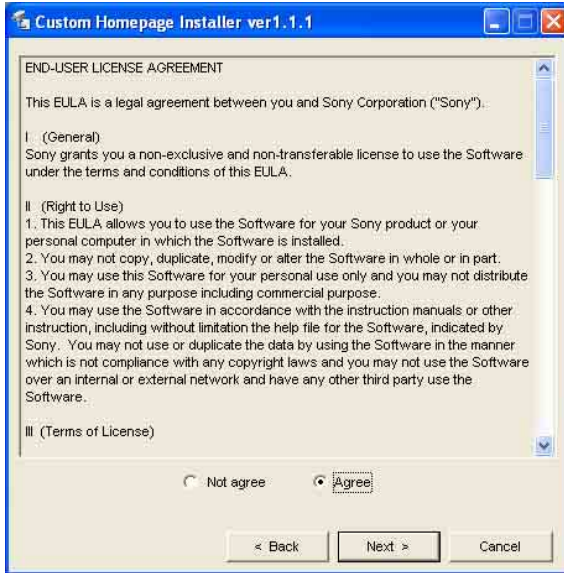 Custom Homepage Installer ver1.1.1
END-USER LICENSE AGREEMENT
This EULA is a legal agreement between you and Sony Corporation ("Sony").
I (General)
Sony grants you a non-exclusive and non-transferable license to use the Software
under the terms and conditions of this EULA.
II (Right to Use)
1. This EULA allows you to use the Software for your Sony product or your
personal computer in which the Software is installed.
2. You may not copy, duplicate, modify or alter the Software in whole or in part.
3. You may use this Software for your personal use only and you may not distribute
the Software in any purpose including commercial purpose.
4. You may use the Software in accordance with the instruction manuals or other
instruction, including without limitation the help file for the Software, indicated by
Sony. You may not use or duplicate the data by using the Software in the manner
which is not compliance with any copyright laws and you may not use the Software
over an internal or external network and have any other third party use the
Software.
III (Terms of License)
Not agree Agree
< Back Next > Cancel